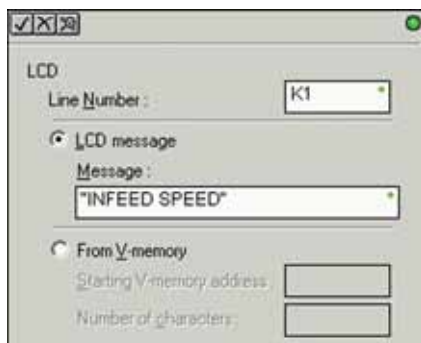 LCD
Line Number : K1
LCD message
Message :
"INFEED SPEED"
From V-memory
Starting V-memory address :
Number of characters :